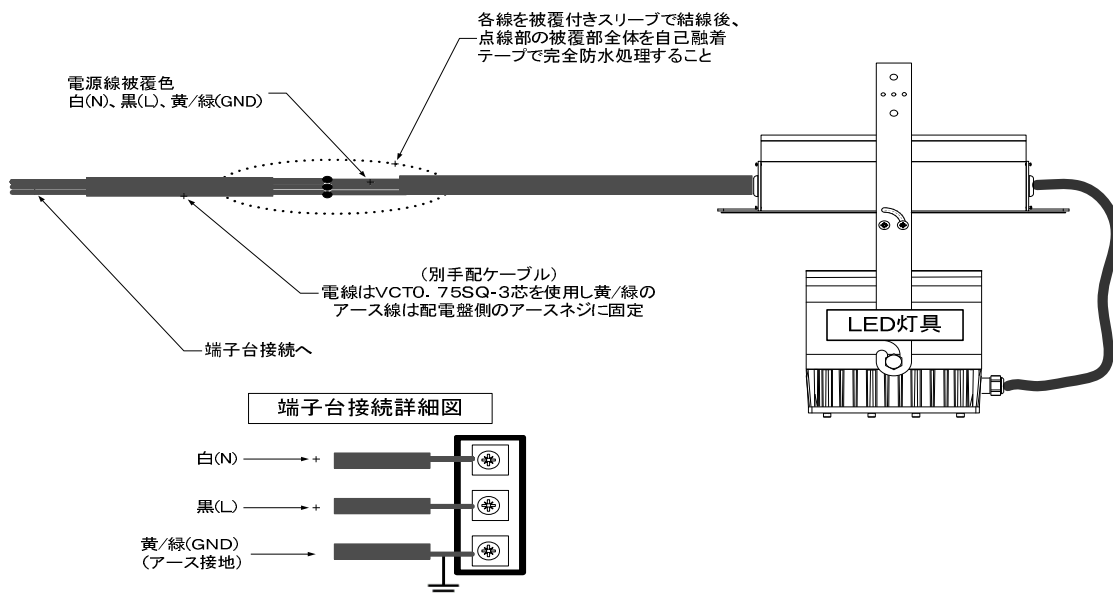 各線を被覆付きスリーブで結線後、
点線部の被覆部全体を自己融着
テープで完全防水処理すること
電源線被覆色
白(N)、黒(L)、黄/緑(GND)
(別手配ケーブル)
電線はVCT0. 75SQ-3芯を使用し黄/緑の
アース線は配電盤側のアースネジに固定
LED灯具
端子台接続へ
端子台接続詳細図
白(N)
黒(L)
黄/緑(GND)
(アース接地)